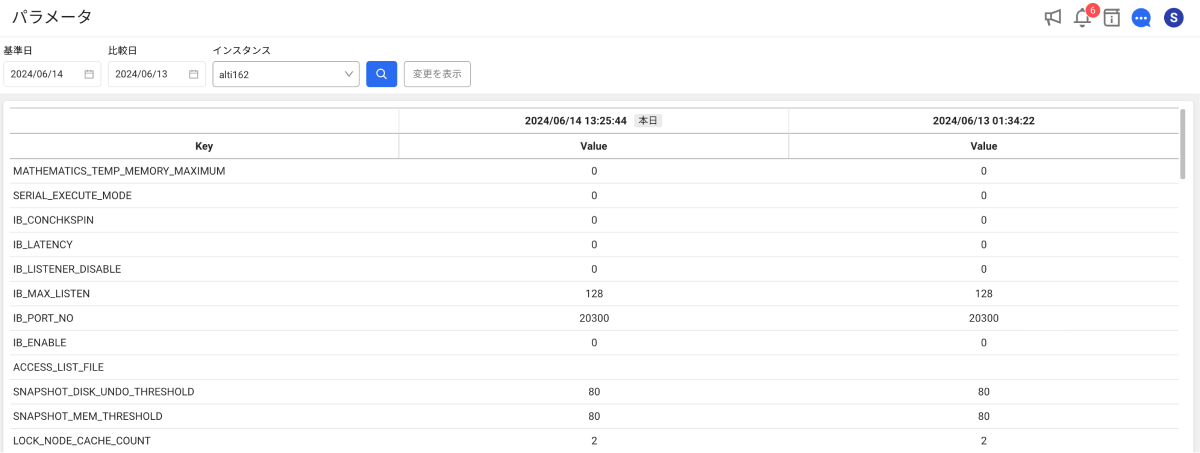 パラメータ
6
S
基準日 比較日 インスタンス
2024/06/14 2024/06/13 alti162 変更を表示
2024/06/14 13:25:44 本日 2024/06/13 01:34:22
Key Value Value
MATHEMATICS_TEMP_MEMORY_MAXIMUM 0 0
SERIAL_EXECUTE_MODE 0 0
IB_CONCHKSPIN 0 0
IB_LATENCY 0 0
IB_LISTENER_DISABLE 0 0
IB_MAX_LISTEN 128 128
IB_PORT_NO 20300 20300
IB_ENABLE 0 0
ACCESS_LIST_FILE
SNAPSHOT_DISK_UNDO_THRESHOLD 80 80
SNAPSHOT_MEM_THRESHOLD 80 80
LOCK_NODE_CACHE_COUNT 2 2